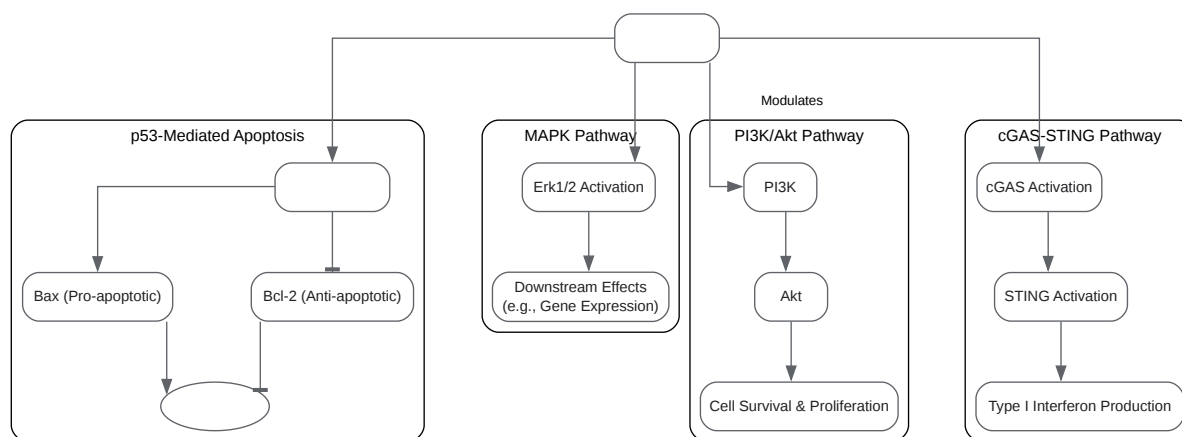 Modulates
p53-Mediated Apoptosis
MAPK Pathway
PI3K/Akt Pathway
cGAS-STING Pathway
Erk1/2 Activation
PI3K
cGAS Activation
Bax (Pro-apoptotic)
Bcl-2 (Anti-apoptotic)
Downstream Effects
(e.g., Gene Expression)
Akt
STING Activation
Cell Survival & Proliferation
Type I Interferon Production